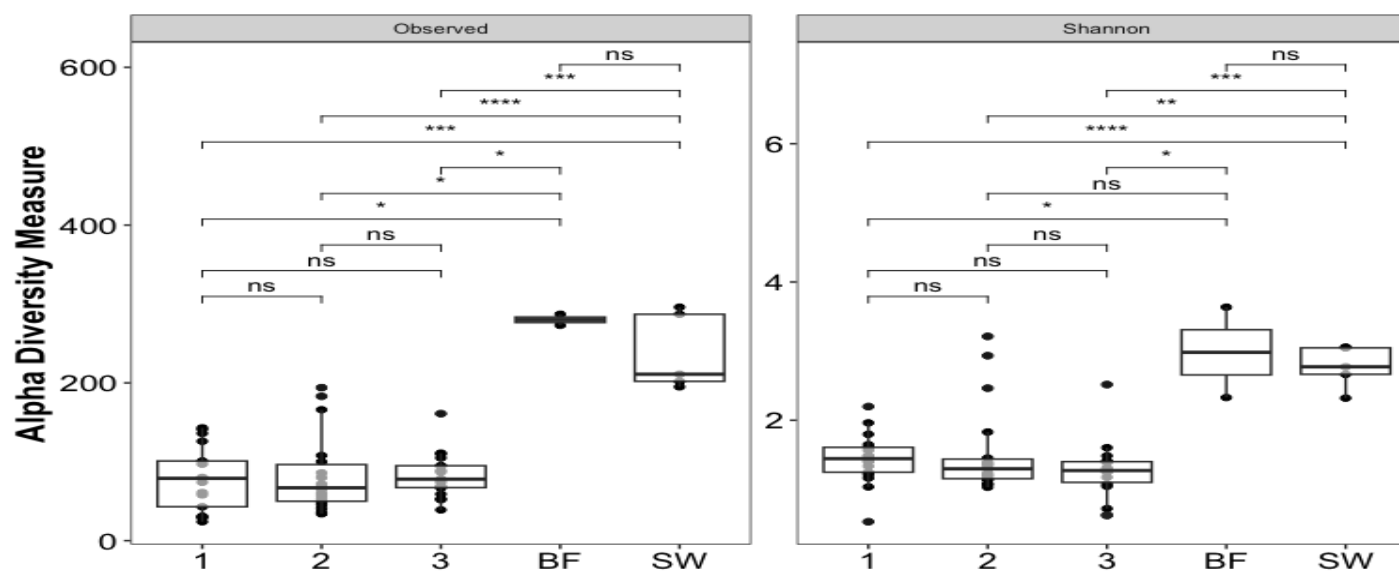 Observed
Shannon
Alpha Diversity Measure
600
400
200
0
ns
***
****
***
*
*
*
ns
ns
ns
1 2 3 BF SW
6
4
2
ns
***
**
****
*
ns
*
ns
ns
ns
1 2 3 BF SW